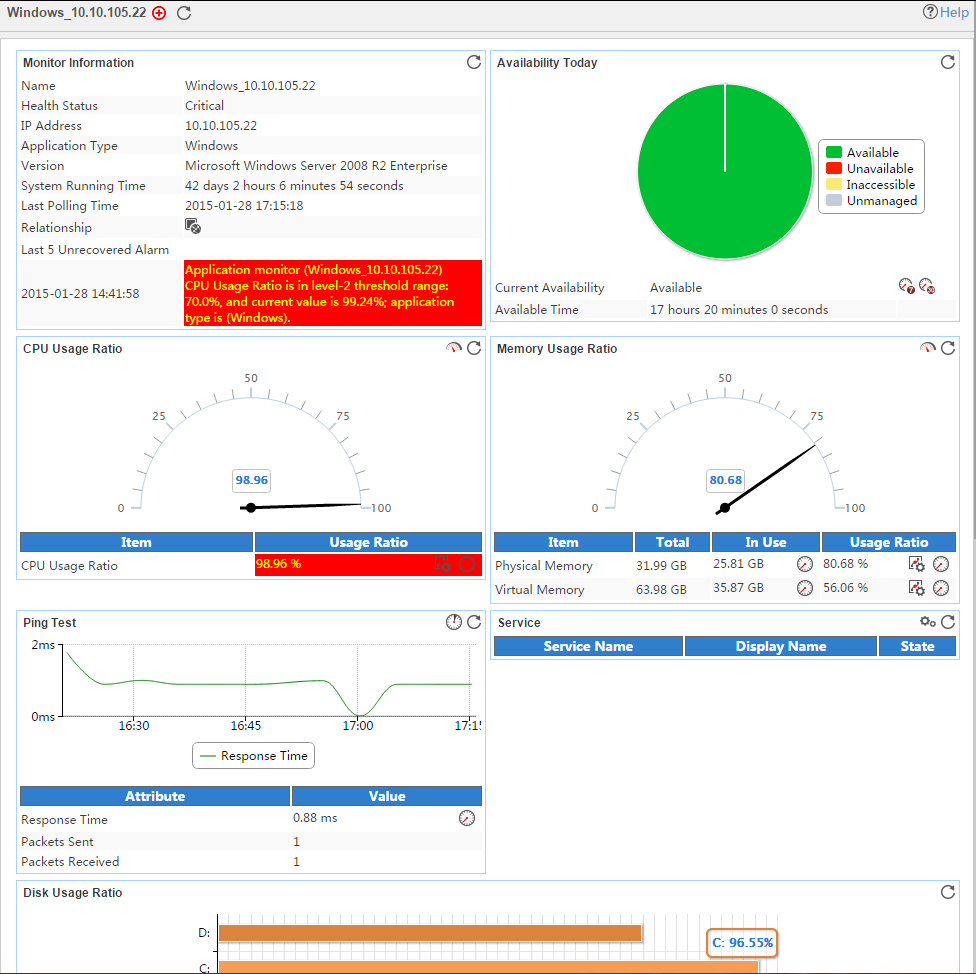 Windows_10.10.105.22
Help
Monitor Information
Name Windows_10.10.105.22
Health Status Critical
IP Address 10.10.105.22
Application Type Windows
Version Microsoft Windows Server 2008 R2 Enterprise
System Running Time 42 days 2 hours 6 minutes 54 seconds
Last Polling Time 2015-01-28 17:15:18
Relationship
Last 5 Unrecovered Alarm
2015-01-28 14:41:58
Application monitor (Windows_10.10.105.22)
CPU Usage Ratio is in level-2 threshold range:
70.0%, and current value is 99.24%; application
type is (Windows).
Availability Today
Available
Unavailable
Inaccessible
Unmanaged
Current Availability Available
7
30
Available Time 17 hours 20 minutes 0 seconds
CPU Usage Ratio
0
25
50
75
100
98.96
Item Usage Ratio
CPU Usage Ratio 98.96 %
Memory Usage Ratio
0
25
50
75
100
80.68
Item Total In Use Usage Ratio
Physical Memory 31.99 GB 25.81 GB 80.68 %
Virtual Memory 63.98 GB 35.87 GB 56.06 %
Ping Test
2ms
0ms
16:30 16:45 17:00 17:15
Response Time
Attribute Value
Response Time 0.88 ms
Packets Sent 1
Packets Received 1
Service
Service Name Display Name State
Disk Usage Ratio
D:
C: 96.55%
C: